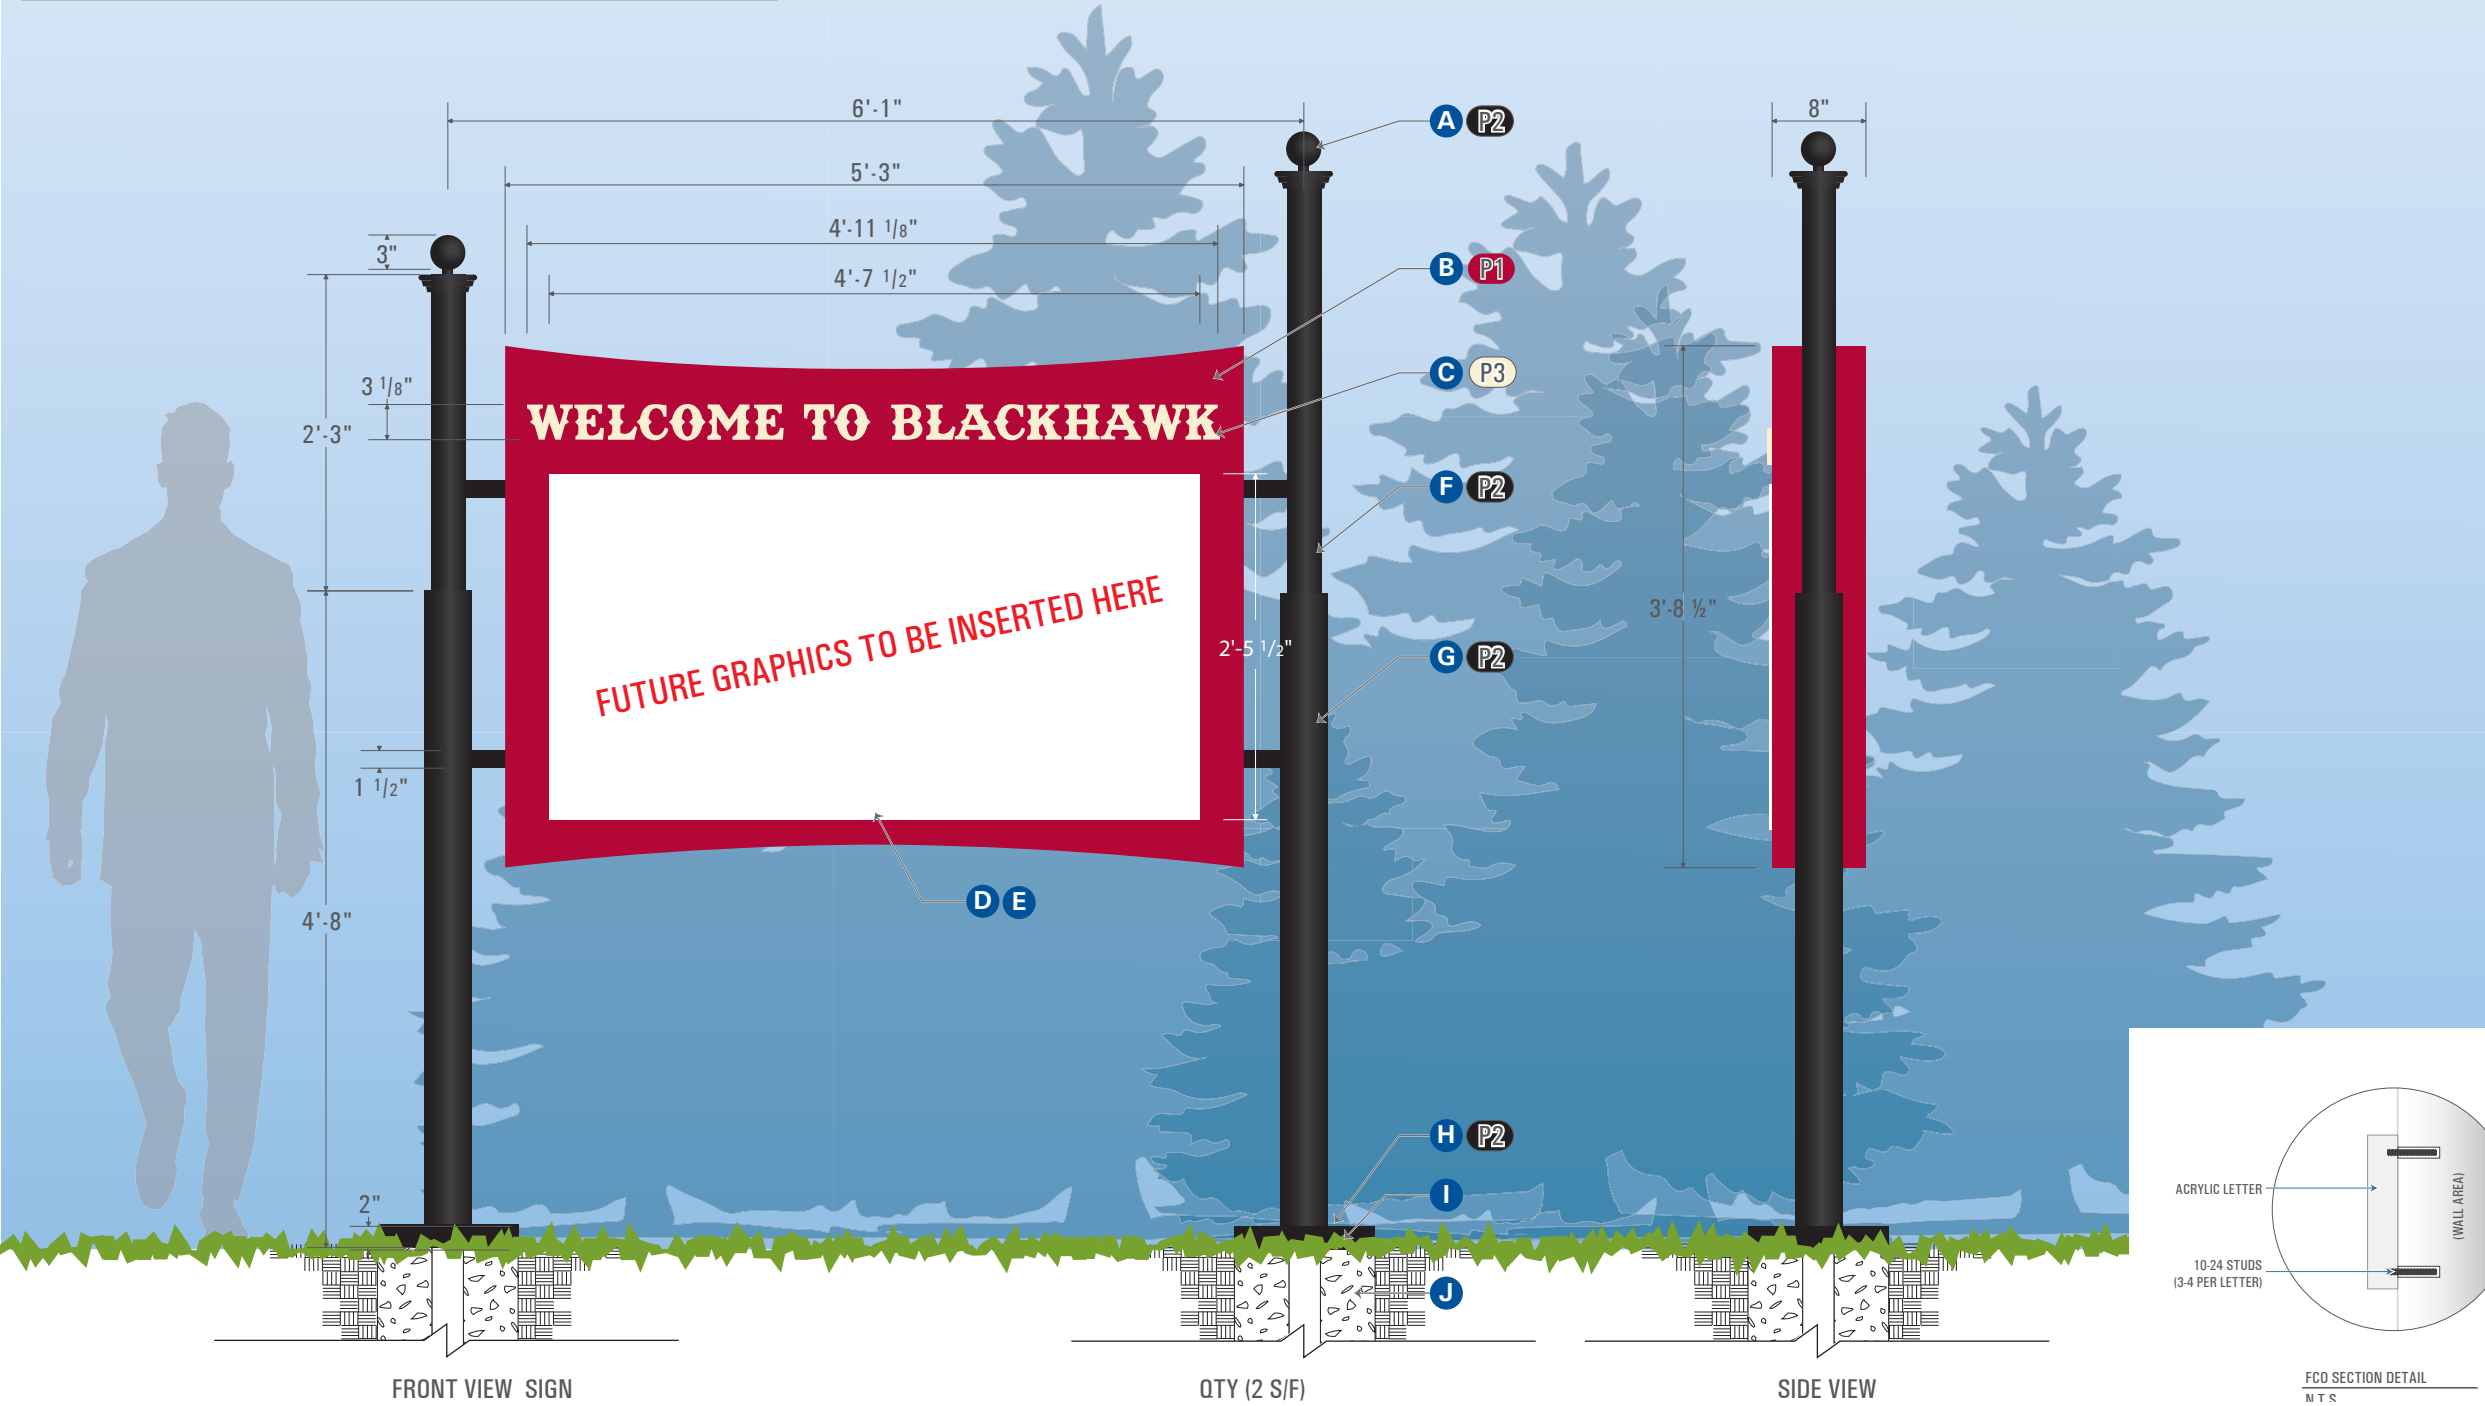 6'-1"
8"
A P2
5'-3"
4'-11 1/8"
3"
B P1
4'-7 1/2"
C P3
3 1/8"
WELCOME TO BLACKHAWK
2'-3"
F P2
3'-8 ½"
FUTURE GRAPHICS TO BE INSERTED HERE
2'-5 1/2"
G P2
1 1/2"
D E
4'-8"
H P2
I
2"
J
ACRYLIC LETTER
(WALL AREA)
10-24 STUDS
(3-4 PER LETTER)
FRONT VIEW SIGN
QTY (2 S/F)
SIDE VIEW
FCO SECTION DETAIL
N.T.S.